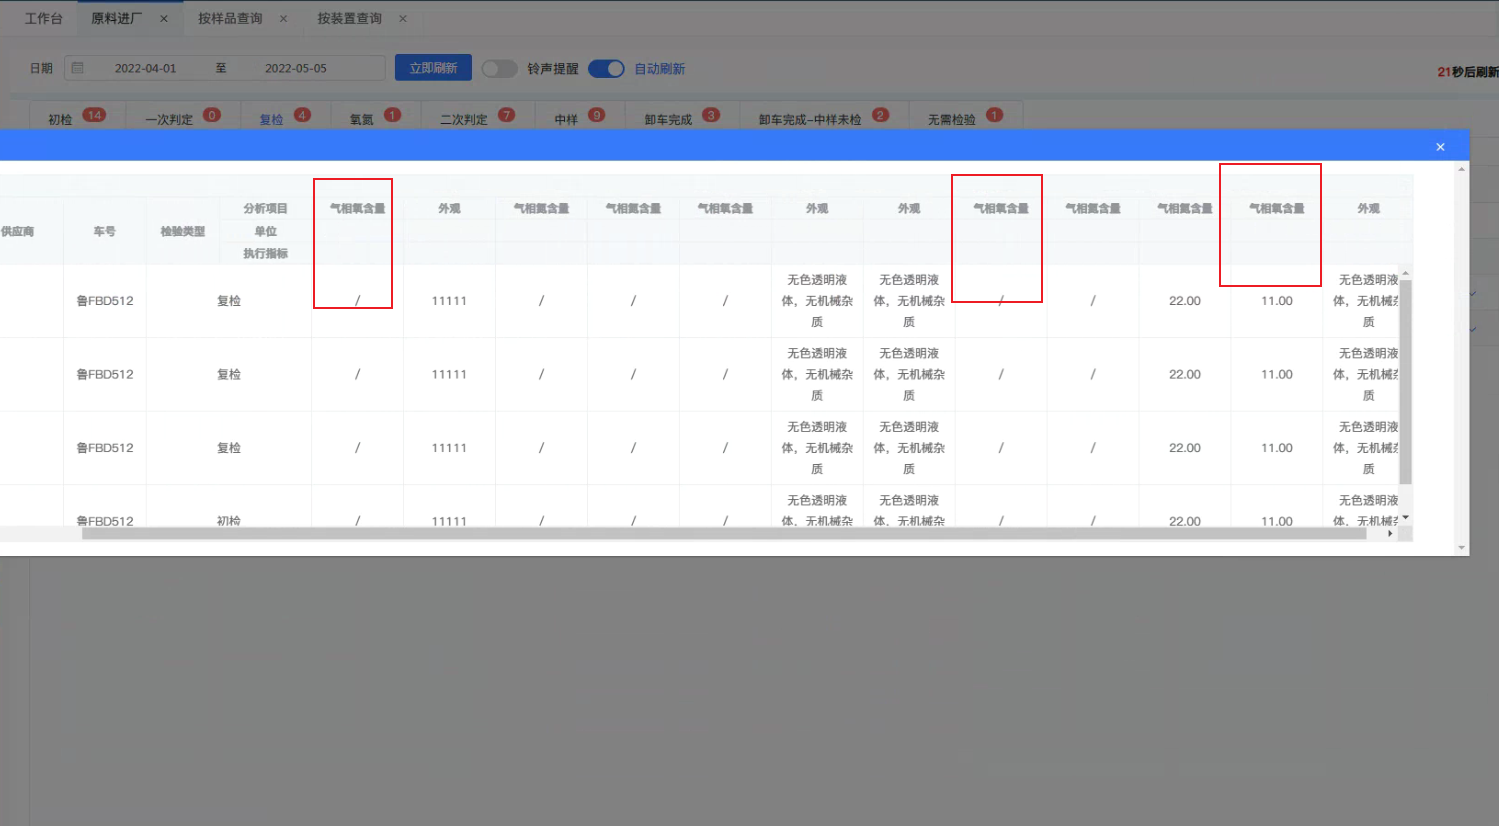 工作台 原料进厂 × 按样品查询 × 按装置查询 ×
日期 2022-04-01 至 2022-05-05 立即刷新 铃声提醒 自动刷新 21秒后刷新
初检 14 一次判定 0 复检 4 氧氮 1 二次判定 7 中样 9 卸车完成 3 卸车完成-中样未检 2 无需检验 1
×
供应商 车号 检验类型 分析项目 气相氧含量 外观 气相氮含量 气相氮含量 气相氧含量 外观 外观 气相氧含量 气相氮含量 气相氮含量 气相氧含量 外观
单位
执行指标
鲁FBD512 复检 / 11111 / / / 无色透明液体，无机械杂质 无色透明液体，无机械杂质 / / 22.00 11.00 无色透明液体，无机械杂质
鲁FBD512 复检 / 11111 / / / 无色透明液体，无机械杂质 无色透明液体，无机械杂质 / / 22.00 11.00 无色透明液体，无机械杂质
鲁FBD512 复检 / 11111 / / / 无色透明液体，无机械杂质 无色透明液体，无机械杂质 / / 22.00 11.00 无色透明液体，无机械杂质
鲁FBD512 初检 / 11111 / / / 无色透明液体，无机械杂 无色透明液体，无机械杂 / / 22.00 11.00 无色透明液体，无机械杂